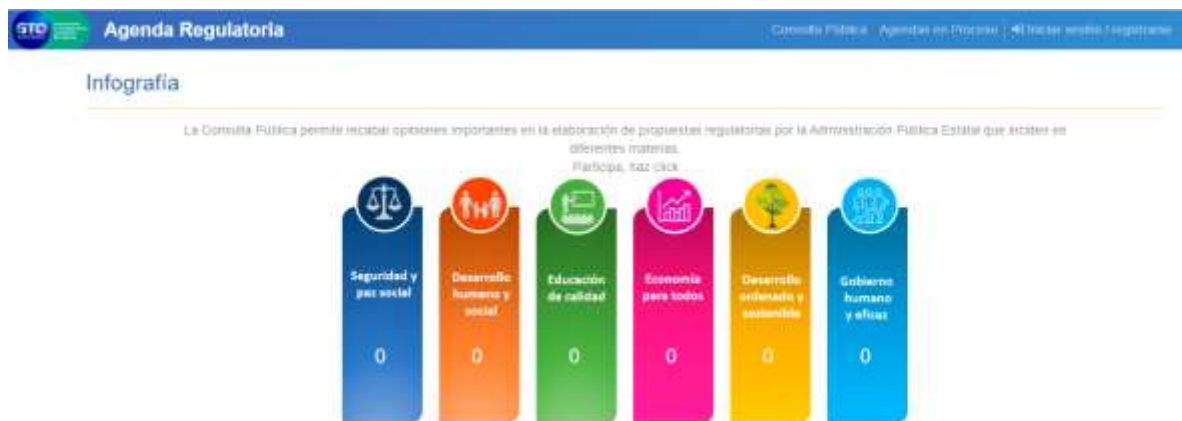 STG
Agenda Regulatoria
Consulta Pública Agendas en Proceso Iniciar sesión / registrarse
Infografía
La Consulta Pública permite recabar opiniones importantes en la elaboración de propuestas regulatorias por la Administración Pública Estatal que inciden en
diferentes materias.
Participa, haz click
Seguridad y
paz social
0
Desarrollo
humano y
social
0
Educación
de calidad
0
Economía
para todos
0
Desarrollo
ordenado y
sostenible
0
Gobierno
humano
y eficaz
0